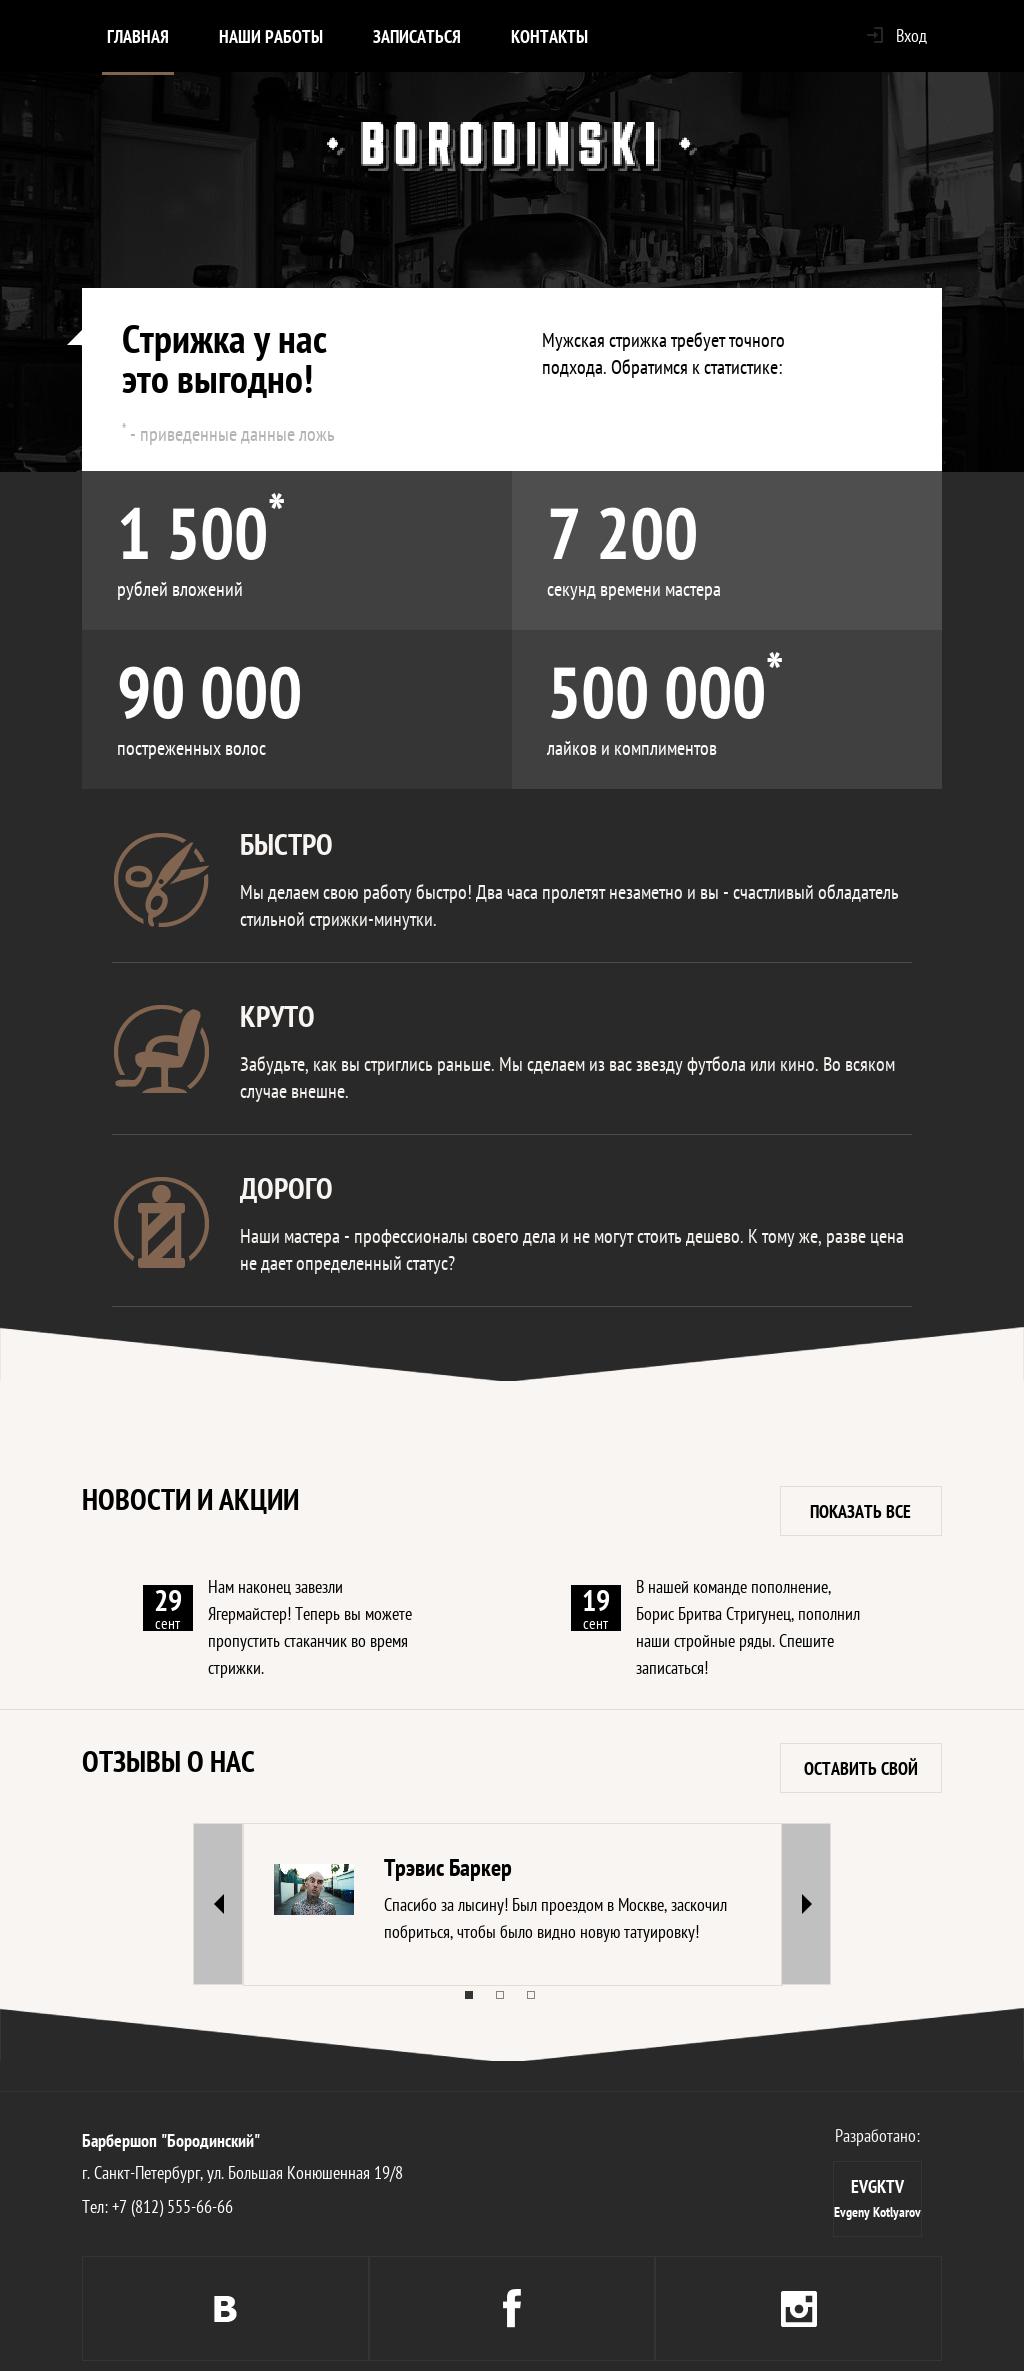 ГЛАВНАЯ НАШИ РАБОТЫ ЗАПИСАТЬСЯ КОНТАКТЫ Вход
BORODINSKI
Стрижка у нас
это выгодно!
* - приведенные данные ложь
Мужская стрижка требует точного
подхода. Обратимся к статистике:
1 500*
рублей вложений
7 200
секунд времени мастера
90 000
постреженных волос
500 000*
лайков и комплиментов
БЫСТРО
Мы делаем свою работу быстро! Два часа пролетят незаметно и вы - счастливый обладатель
стильной стрижки-минутки.
КРУТО
Забудьте, как вы стриглись раньше. Мы сделаем из вас звезду футбола или кино. Во всяком
случае внешне.
ДОРОГО
Наши мастера - профессионалы своего дела и не могут стоить дешево. К тому же, разве цена
не дает определенный статус?
НОВОСТИ И АКЦИИ
ПОКАЗАТЬ ВСЕ
29
сент
Нам наконец завезли
Ягермайстер! Теперь вы можете
пропустить стаканчик во время
стрижки.
19
сент
В нашей команде пополнение,
Борис Бритва Стригунец, пополнил
наши стройные ряды. Спешите
записаться!
ОТЗЫВЫ О НАС
ОСТАВИТЬ СВОЙ
Трэвис Баркер
Спасибо за лысину! Был проездом в Москве, заскочил
побриться, чтобы было видно новую татуировку!
Барбершоп "Бородинский"
г. Санкт-Петербург, ул. Большая Конюшенная 19/8
Тел: +7 (812) 555-66-66
Разработано:
EVGKTV
Evgeny Kotlyarov
В f